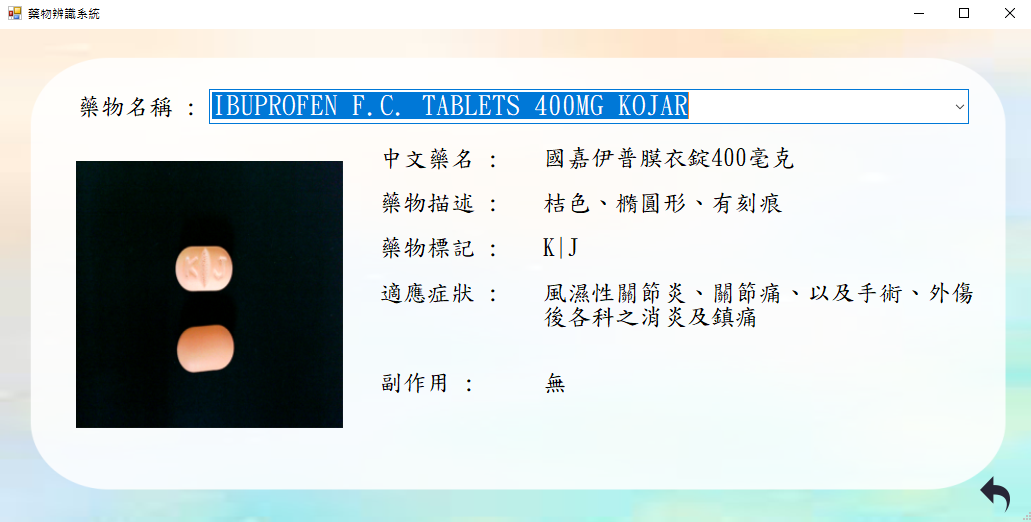 藥物辨識系統
藥物名稱 : IBUPROFEN F.C. TABLETS 400MG KOJAR
中文藥名 : 國嘉伊普膜衣錠400毫克
藥物描述 : 桔色、橢圓形、有刻痕
藥物標記 : K|J
適應症狀 : 風濕性關節炎、關節痛、以及手術、外傷
後各科之消炎及鎮痛
K|J
副作用 : 無